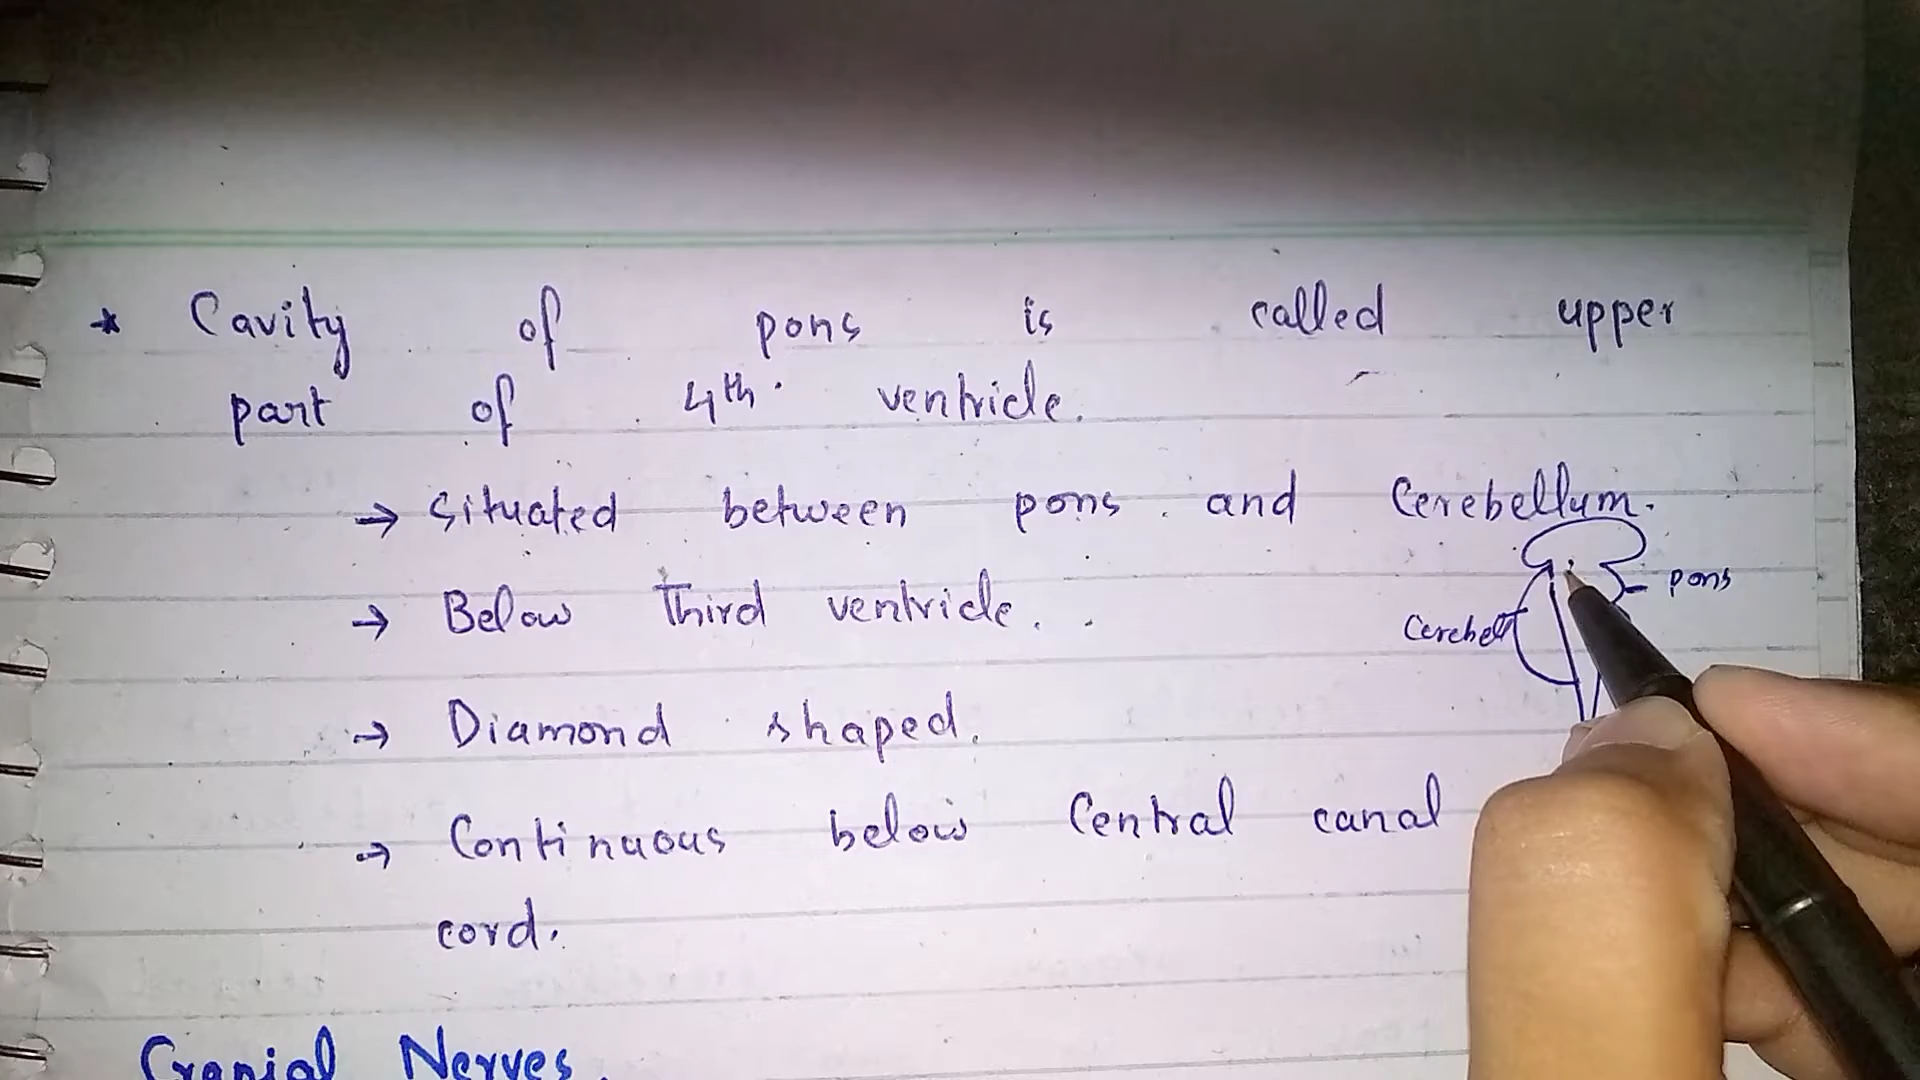 * Cavity of pons is called upper
part of 4th ventricle.
→ Situated between pons and Cerebellum.
→ Below Third ventricle.
pons
Cerebell
→ Diamond shaped.
→ Continuous below Central canal
cord.
Cranial Nerves.